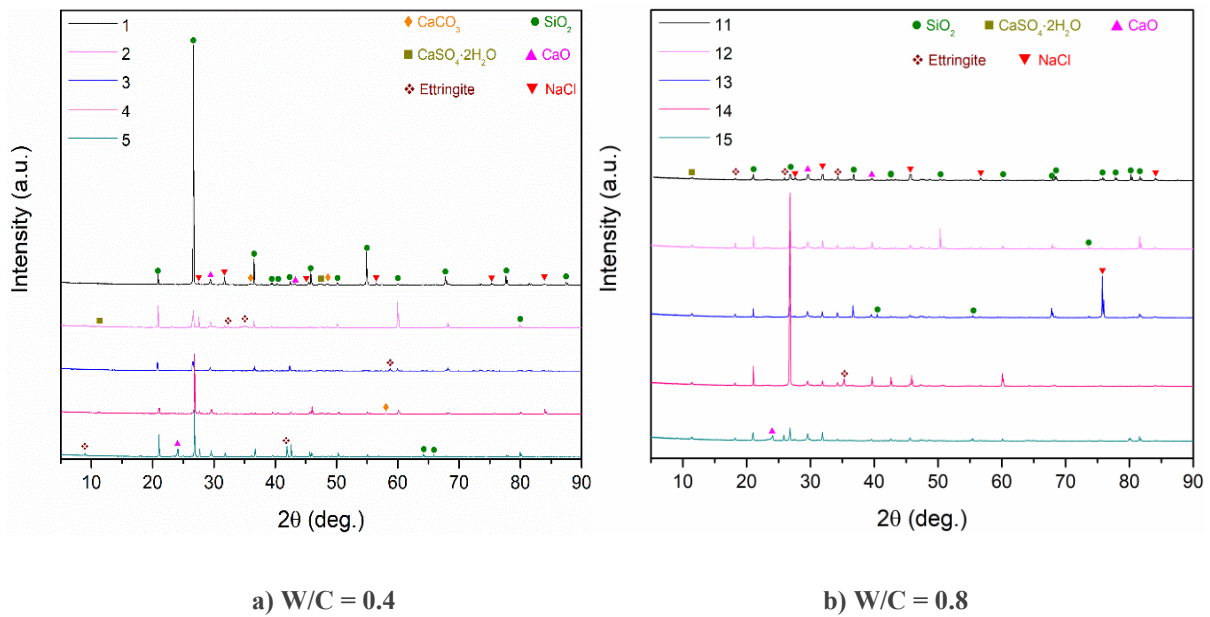 1
2
3
4
5
CaCO₃
SiO₂
CaSO₄·2H₂O
CaO
Ettringite
NaCl
Intensity (a.u.)
10 20 30 40 50 60 70 80 90
2θ (deg.)
a) W/C = 0.4
11
12
13
14
15
SiO₂
CaSO₄·2H₂O
CaO
Ettringite
NaCl
Intensity (a.u.)
10 20 30 40 50 60 70 80 90
2θ (deg.)
b) W/C = 0.8